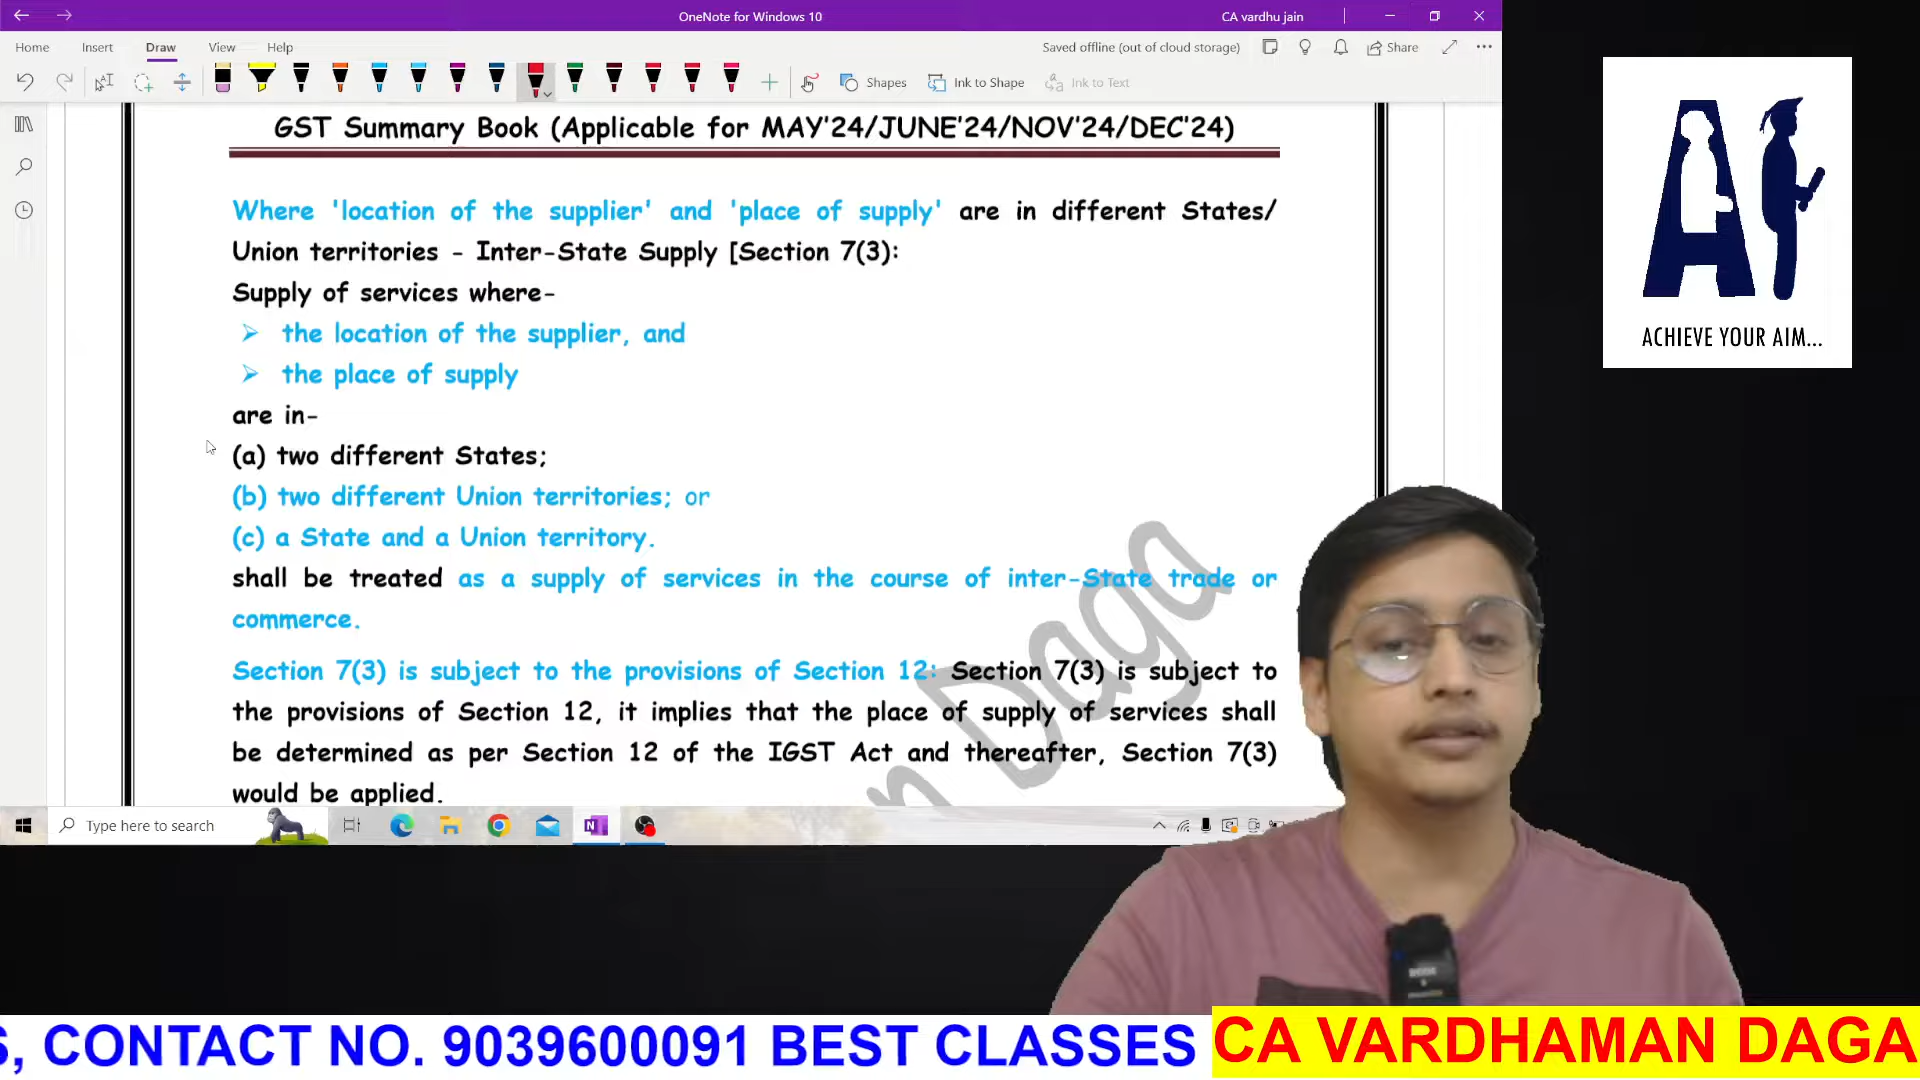 OneNote for Windows 10
CA vardhu jain
Home Insert Draw View Help
Saved offline (out of cloud storage)
Share
Shapes
Ink to Shape
Ink to Text
GST Summary Book (Applicable for MAY'24/JUNE'24/NOV'24/DEC'24)
Where 'location of the supplier' and 'place of supply' are in different States/
Union territories - Inter-State Supply [Section 7(3):
Supply of services where-
➢ the location of the supplier, and
➢ the place of supply
are in-
(a) two different States;
(b) two different Union territories; or
(c) a State and a Union territory.
shall be treated as a supply of services in the course of inter-State trade or
commerce.
Section 7(3) is subject to the provisions of Section 12: Section 7(3) is subject to
the provisions of Section 12, it implies that the place of supply of services shall
be determined as per Section 12 of the IGST Act and thereafter, Section 7(3)
would be applied.
n Daga
Type here to search
ACHIEVE YOUR AIM...
S, CONTACT NO. 9039600091 BEST CLASSES
CA VARDHAMAN DAGA